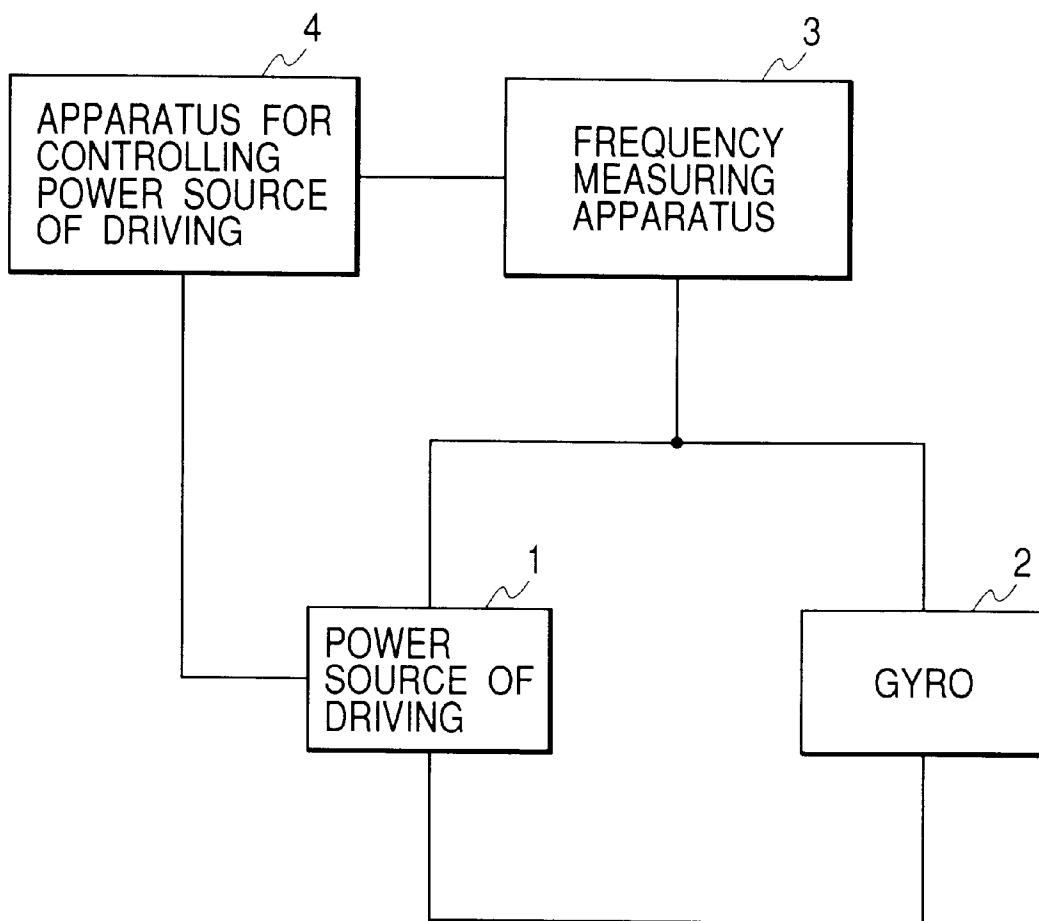 4
APPARATUS FOR
CONTROLLING
POWER SOURCE
OF DRIVING
3
FREQUENCY
MEASURING
APPARATUS
1
POWER
SOURCE OF
DRIVING
2
GYRO